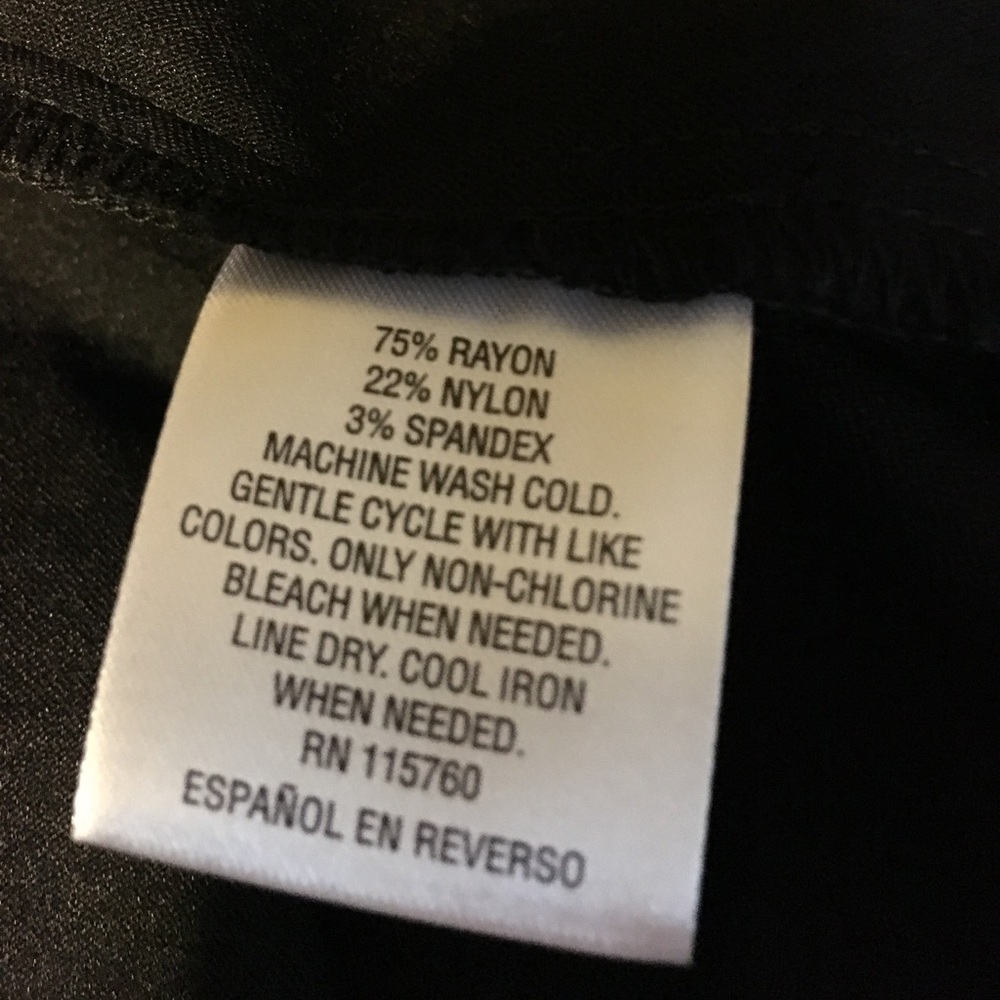 75% RAYON
22% NYLON
3% SPANDEX
MACHINE WASH COLD.
GENTLE CYCLE WITH LIKE
COLORS. ONLY NON-CHLORINE
BLEACH WHEN NEEDED.
LINE DRY. COOL IRON
WHEN NEEDED.
RN 115760
ESPAÑOL EN REVERSO